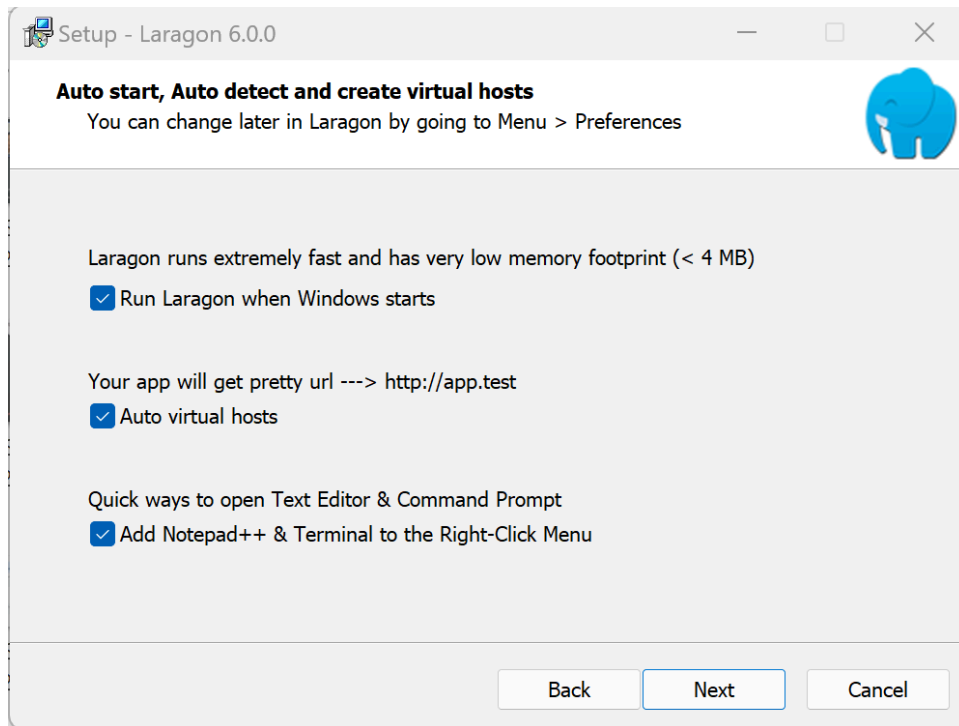 Setup - Laragon 6.0.0
Auto start, Auto detect and create virtual hosts
You can change later in Laragon by going to Menu > Preferences
Laragon runs extremely fast and has very low memory footprint (< 4 MB)
Run Laragon when Windows starts
Your app will get pretty url ---> http://app.test
Auto virtual hosts
Quick ways to open Text Editor & Command Prompt
Add Notepad++ & Terminal to the Right-Click Menu
Back Next Cancel